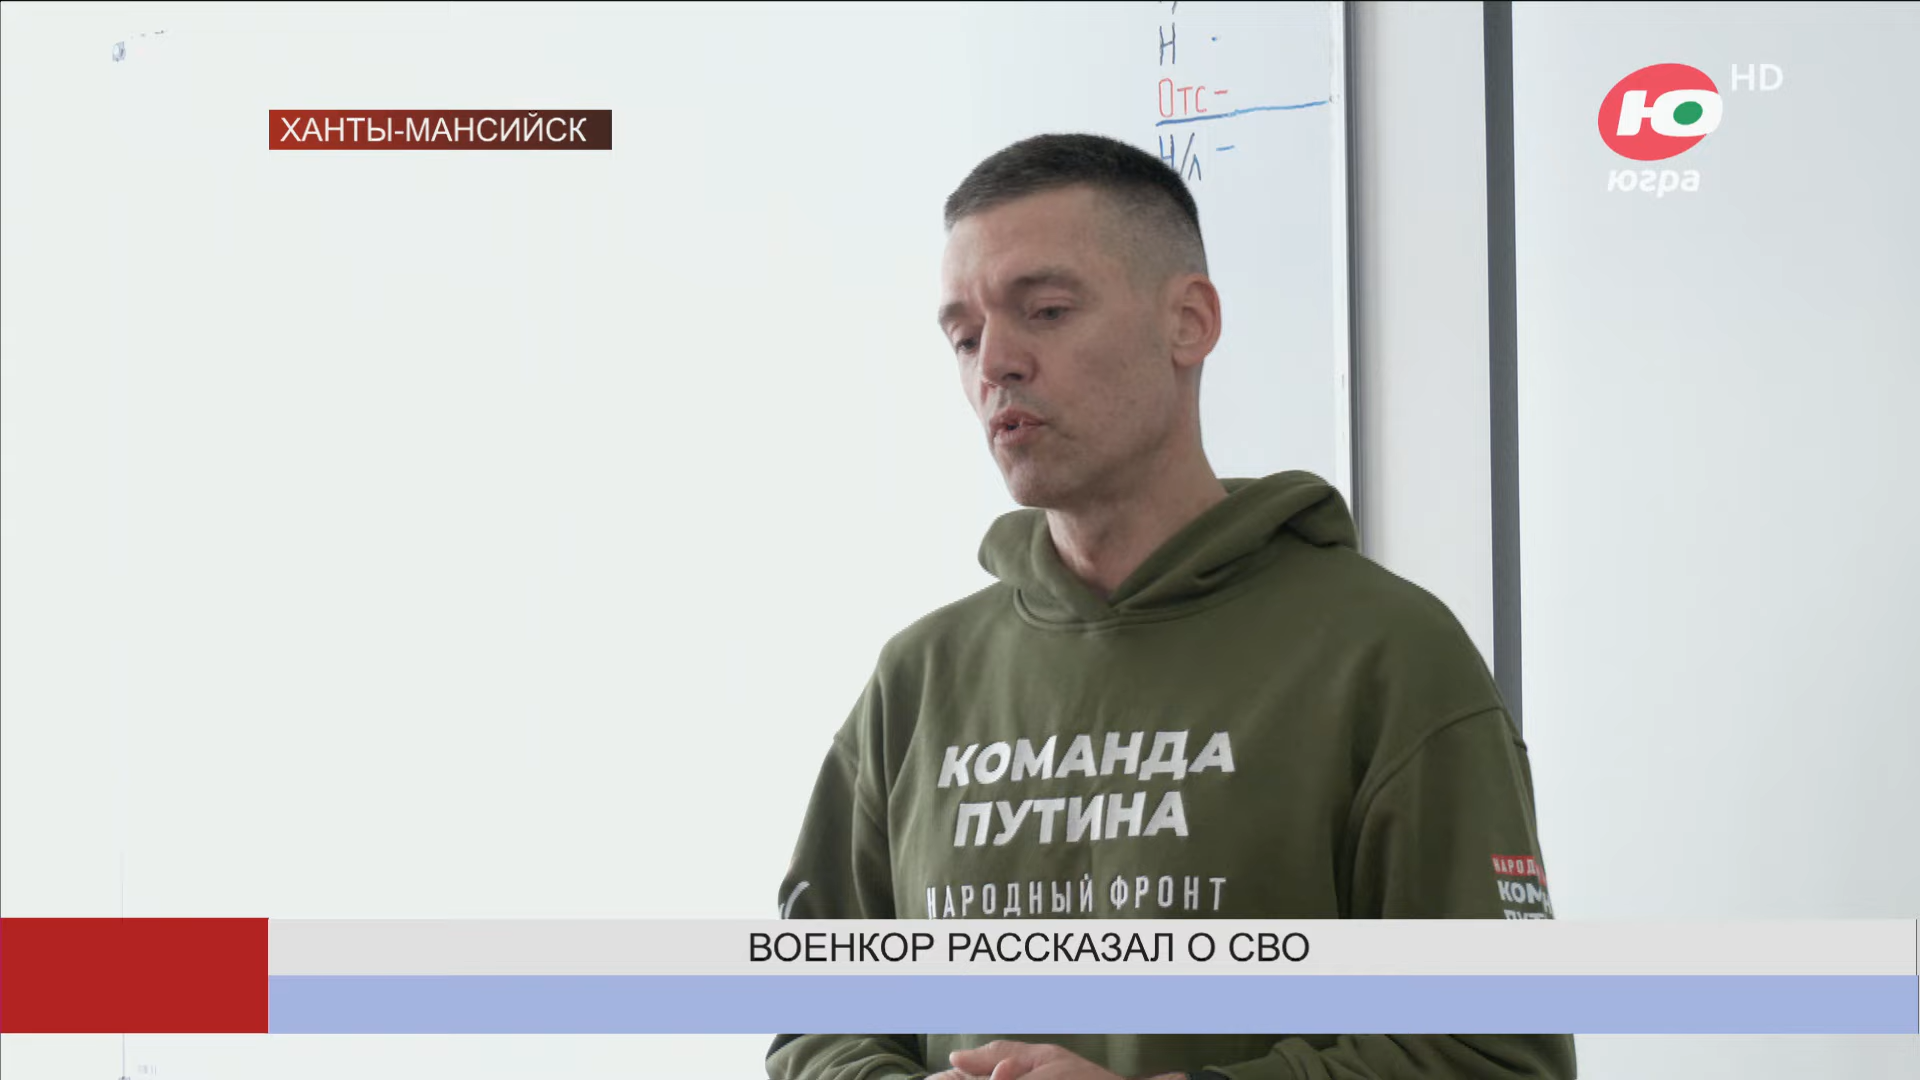 Н -
Отс -
Н/л -
ХАНТЫ-МАНСИЙСК
Ю HD
югра
КОМАНДА
ПУТИНА
НАРОДНЫЙ ФРОНТ
ВОЕНКОР РАССКАЗАЛ О СВО